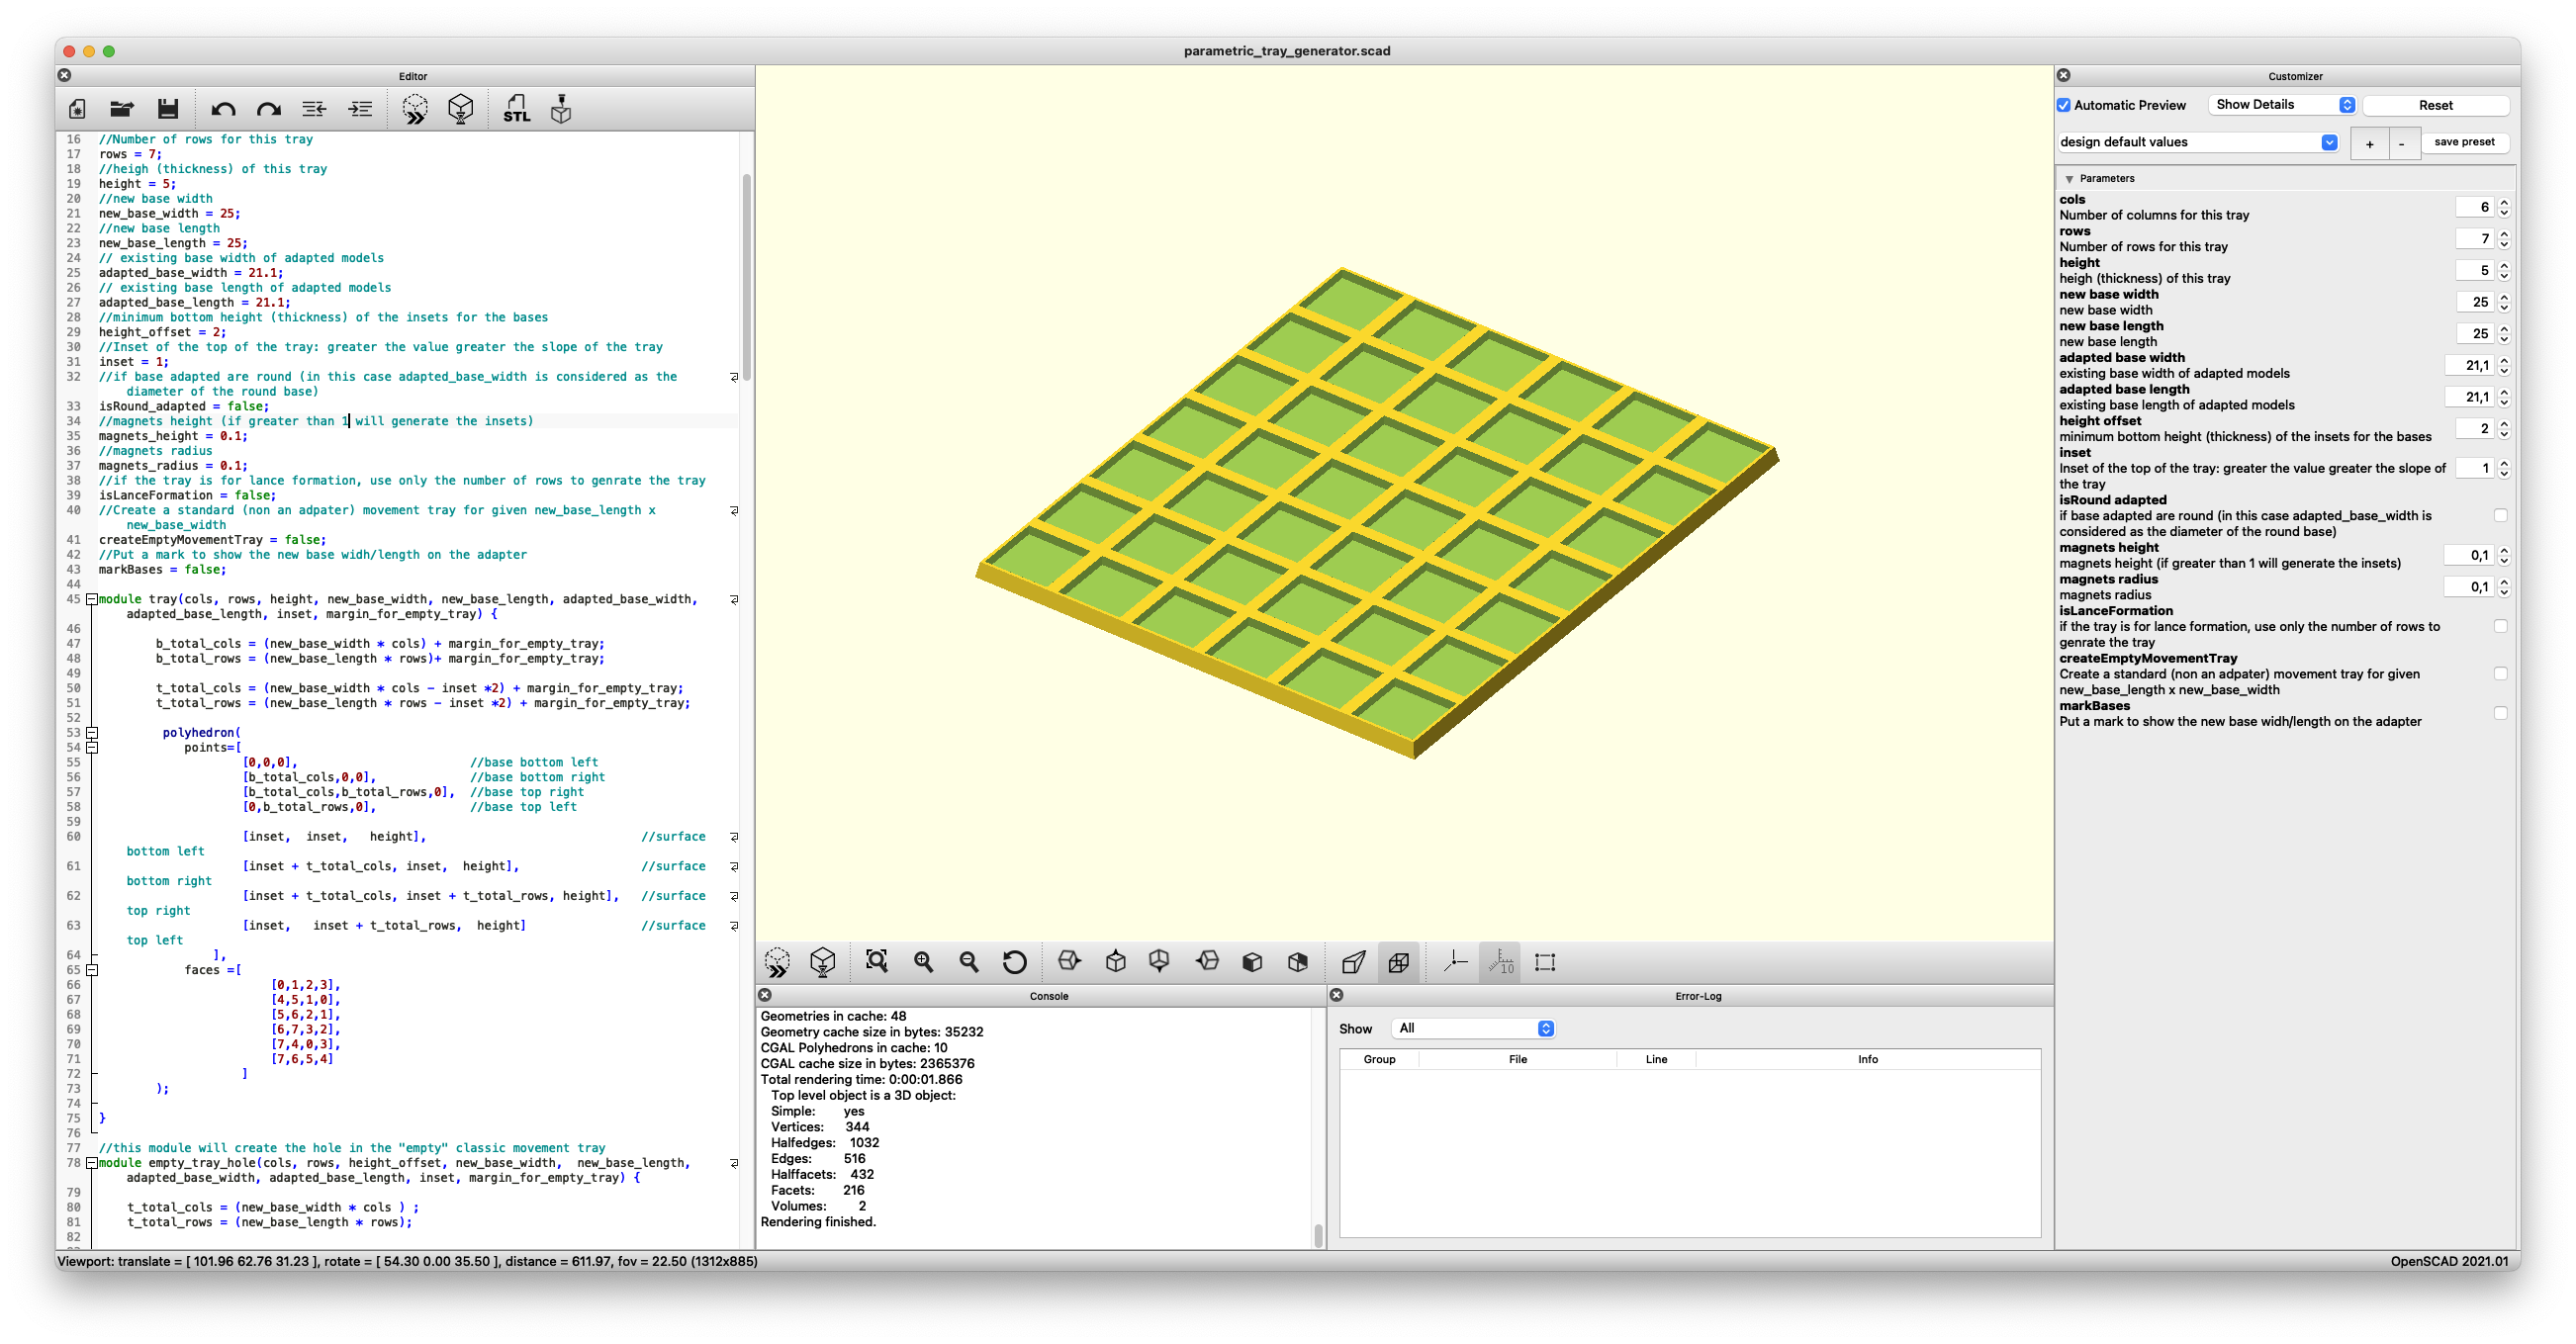 parametric_tray_generator.scad
Editor
STL
16 //Number of rows for this tray
17 rows = 7;
18 //heigh (thickness) of this tray
19 height = 5;
20 //new base width
21 new_base_width = 25;
22 //new base length
23 new_base_length = 25;
24 // existing base width of adapted models
25 adapted_base_width = 21.1;
26 // existing base length of adapted models
27 adapted_base_length = 21.1;
28 //minimum bottom height (thickness) of the insets for the bases
29 height_offset = 2;
30 //Inset of the top of the tray: greater the value greater the slope of the tray
31 inset = 1;
32 //if base adapted are round (in this case adapted_base_width is considered as the
diameter of the round base)
33 isRound_adapted = false;
34 //magnets height (if greater than 1 will generate the insets)
35 magnets_height = 0.1;
36 //magnets radius
37 magnets_radius = 0.1;
38 //if the tray is for lance formation, use only the number of rows to genrate the tray
39 isLanceFormation = false;
40 //Create a standard (non an adpater) movement tray for given new_base_length x
new_base_width
41 createEmptyMovementTray = false;
42 //Put a mark to show the new base widh/length on the adapter
43 markBases = false;
44
45 module tray(cols, rows, height, new_base_width, new_base_length, adapted_base_width,
adapted_base_length, inset, margin_for_empty_tray) {
46
47 b_total_cols = (new_base_width * cols) + margin_for_empty_tray;
48 b_total_rows = (new_base_length * rows)+ margin_for_empty_tray;
49
50 t_total_cols = (new_base_width * cols - inset *2) + margin_for_empty_tray;
51 t_total_rows = (new_base_length * rows - inset *2) + margin_for_empty_tray;
52
53 polyhedron(
54 points=[
55 [0,0,0], //base bottom left
56 [b_total_cols,0,0], //base bottom right
57 [b_total_cols,b_total_rows,0], //base top right
58 [0,b_total_rows,0], //base top left
59
60 [inset, inset, height], //surface
bottom left
61 [inset + t_total_cols, inset, height], //surface
bottom right
62 [inset + t_total_cols, inset + t_total_rows, height], //surface
top right
63 [inset, inset + t_total_rows, height] //surface
top left
64 ],
65 faces =[
66 [0,1,2,3],
67 [4,5,1,0],
68 [5,6,2,1],
69 [6,7,3,2],
70 [7,4,0,3],
71 [7,6,5,4]
72 ]
73 );
74
75 }
76
77 //this module will create the hole in the "empty" classic movement tray
78 module empty_tray_hole(cols, rows, height_offset, new_base_width, new_base_length,
adapted_base_width, adapted_base_length, inset, margin_for_empty_tray) {
79
80 t_total_cols = (new_base_width * cols ) ;
81 t_total_rows = (new_base_length * rows);
82
10
Console
Geometries in cache: 48
Geometry cache size in bytes: 35232
CGAL Polyhedrons in cache: 10
CGAL cache size in bytes: 2365376
Total rendering time: 0:00:01.866
Top level object is a 3D object:
Simple: yes
Vertices: 344
Halfedges: 1032
Edges: 516
Halffacets: 432
Facets: 216
Volumes: 2
Rendering finished.
Error-Log
Show All
Group File Line Info
Customizer
Automatic Preview Show Details Reset
design default values + - save preset
Parameters
cols
Number of columns for this tray 6
rows
Number of rows for this tray 7
height
heigh (thickness) of this tray 5
new base width
new base width 25
new base length
new base length 25
adapted base width
existing base width of adapted models 21,1
adapted base length
existing base length of adapted models 21,1
height offset
minimum bottom height (thickness) of the insets for the bases 2
inset
Inset of the top of the tray: greater the value greater the slope of 1
the tray
isRound adapted
if base adapted are round (in this case adapted_base_width is
considered as the diameter of the round base)
magnets height
magnets height (if greater than 1 will generate the insets) 0,1
magnets radius
magnets radius 0,1
isLanceFormation
if the tray is for lance formation, use only the number of rows to
genrate the tray
createEmptyMovementTray
Create a standard (non an adpater) movement tray for given
new_base_length x new_base_width
markBases
Put a mark to show the new base widh/length on the adapter
Viewport: translate = [ 101.96 62.76 31.23 ], rotate = [ 54.30 0.00 35.50 ], distance = 611.97, fov = 22.50 (1312x885)
OpenSCAD 2021.01